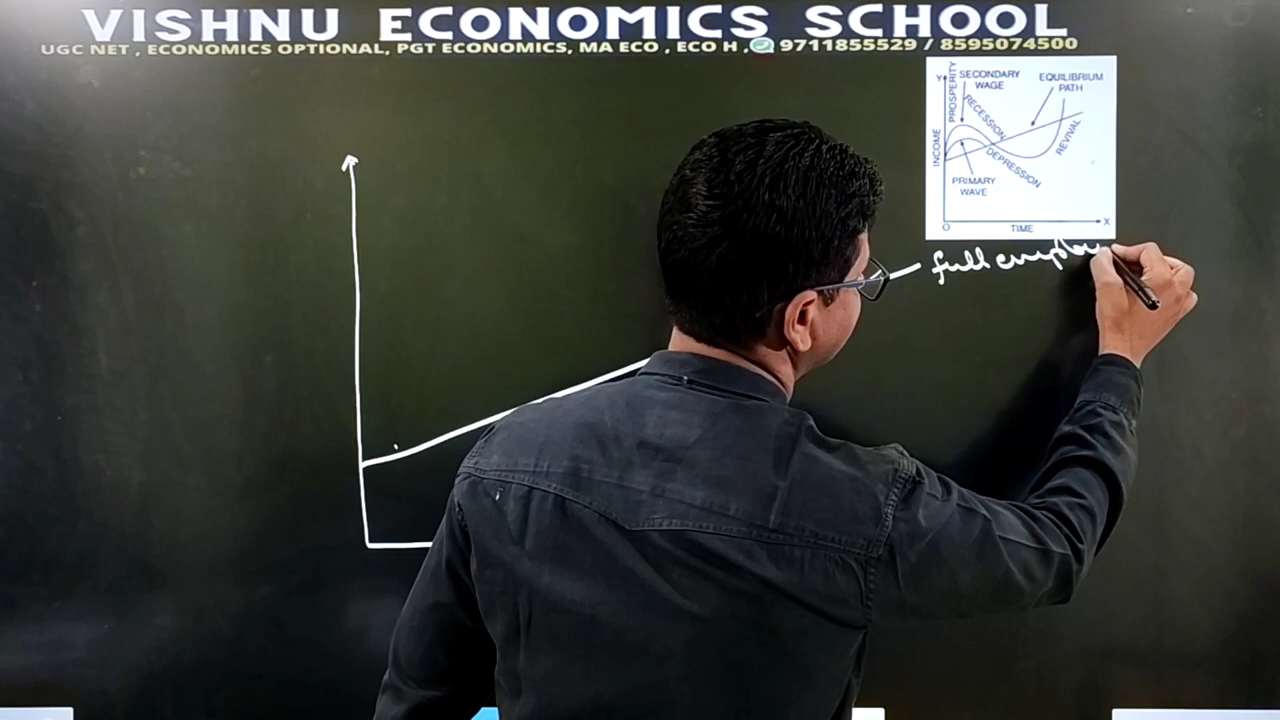 VISHNU ECONOMICS SCHOOL
UGC NET , ECONOMICS OPTIONAL, PGT ECONOMICS, MA ECO , ECO H , 9711855529 / 8595074500
Y
PROSPERITY
SECONDARY
WAGE
EQUILIBRIUM
PATH
RECESSION
REVIVAL
INCOME
DEPRESSION
PRIMARY
WAVE
O
TIME
X
full employ